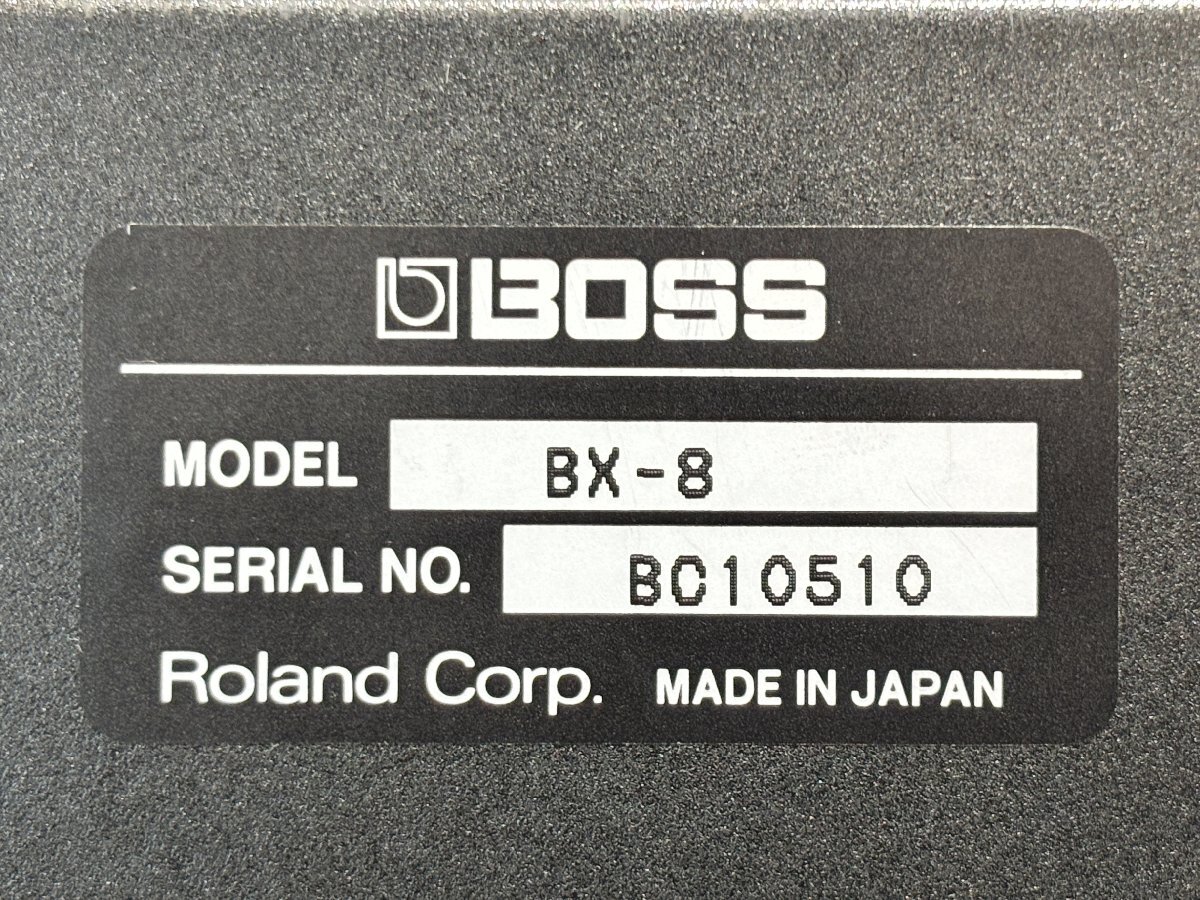 BOSS
MODEL BX-8
SERIAL NO. BC10510
Roland Corp. MADE IN JAPAN